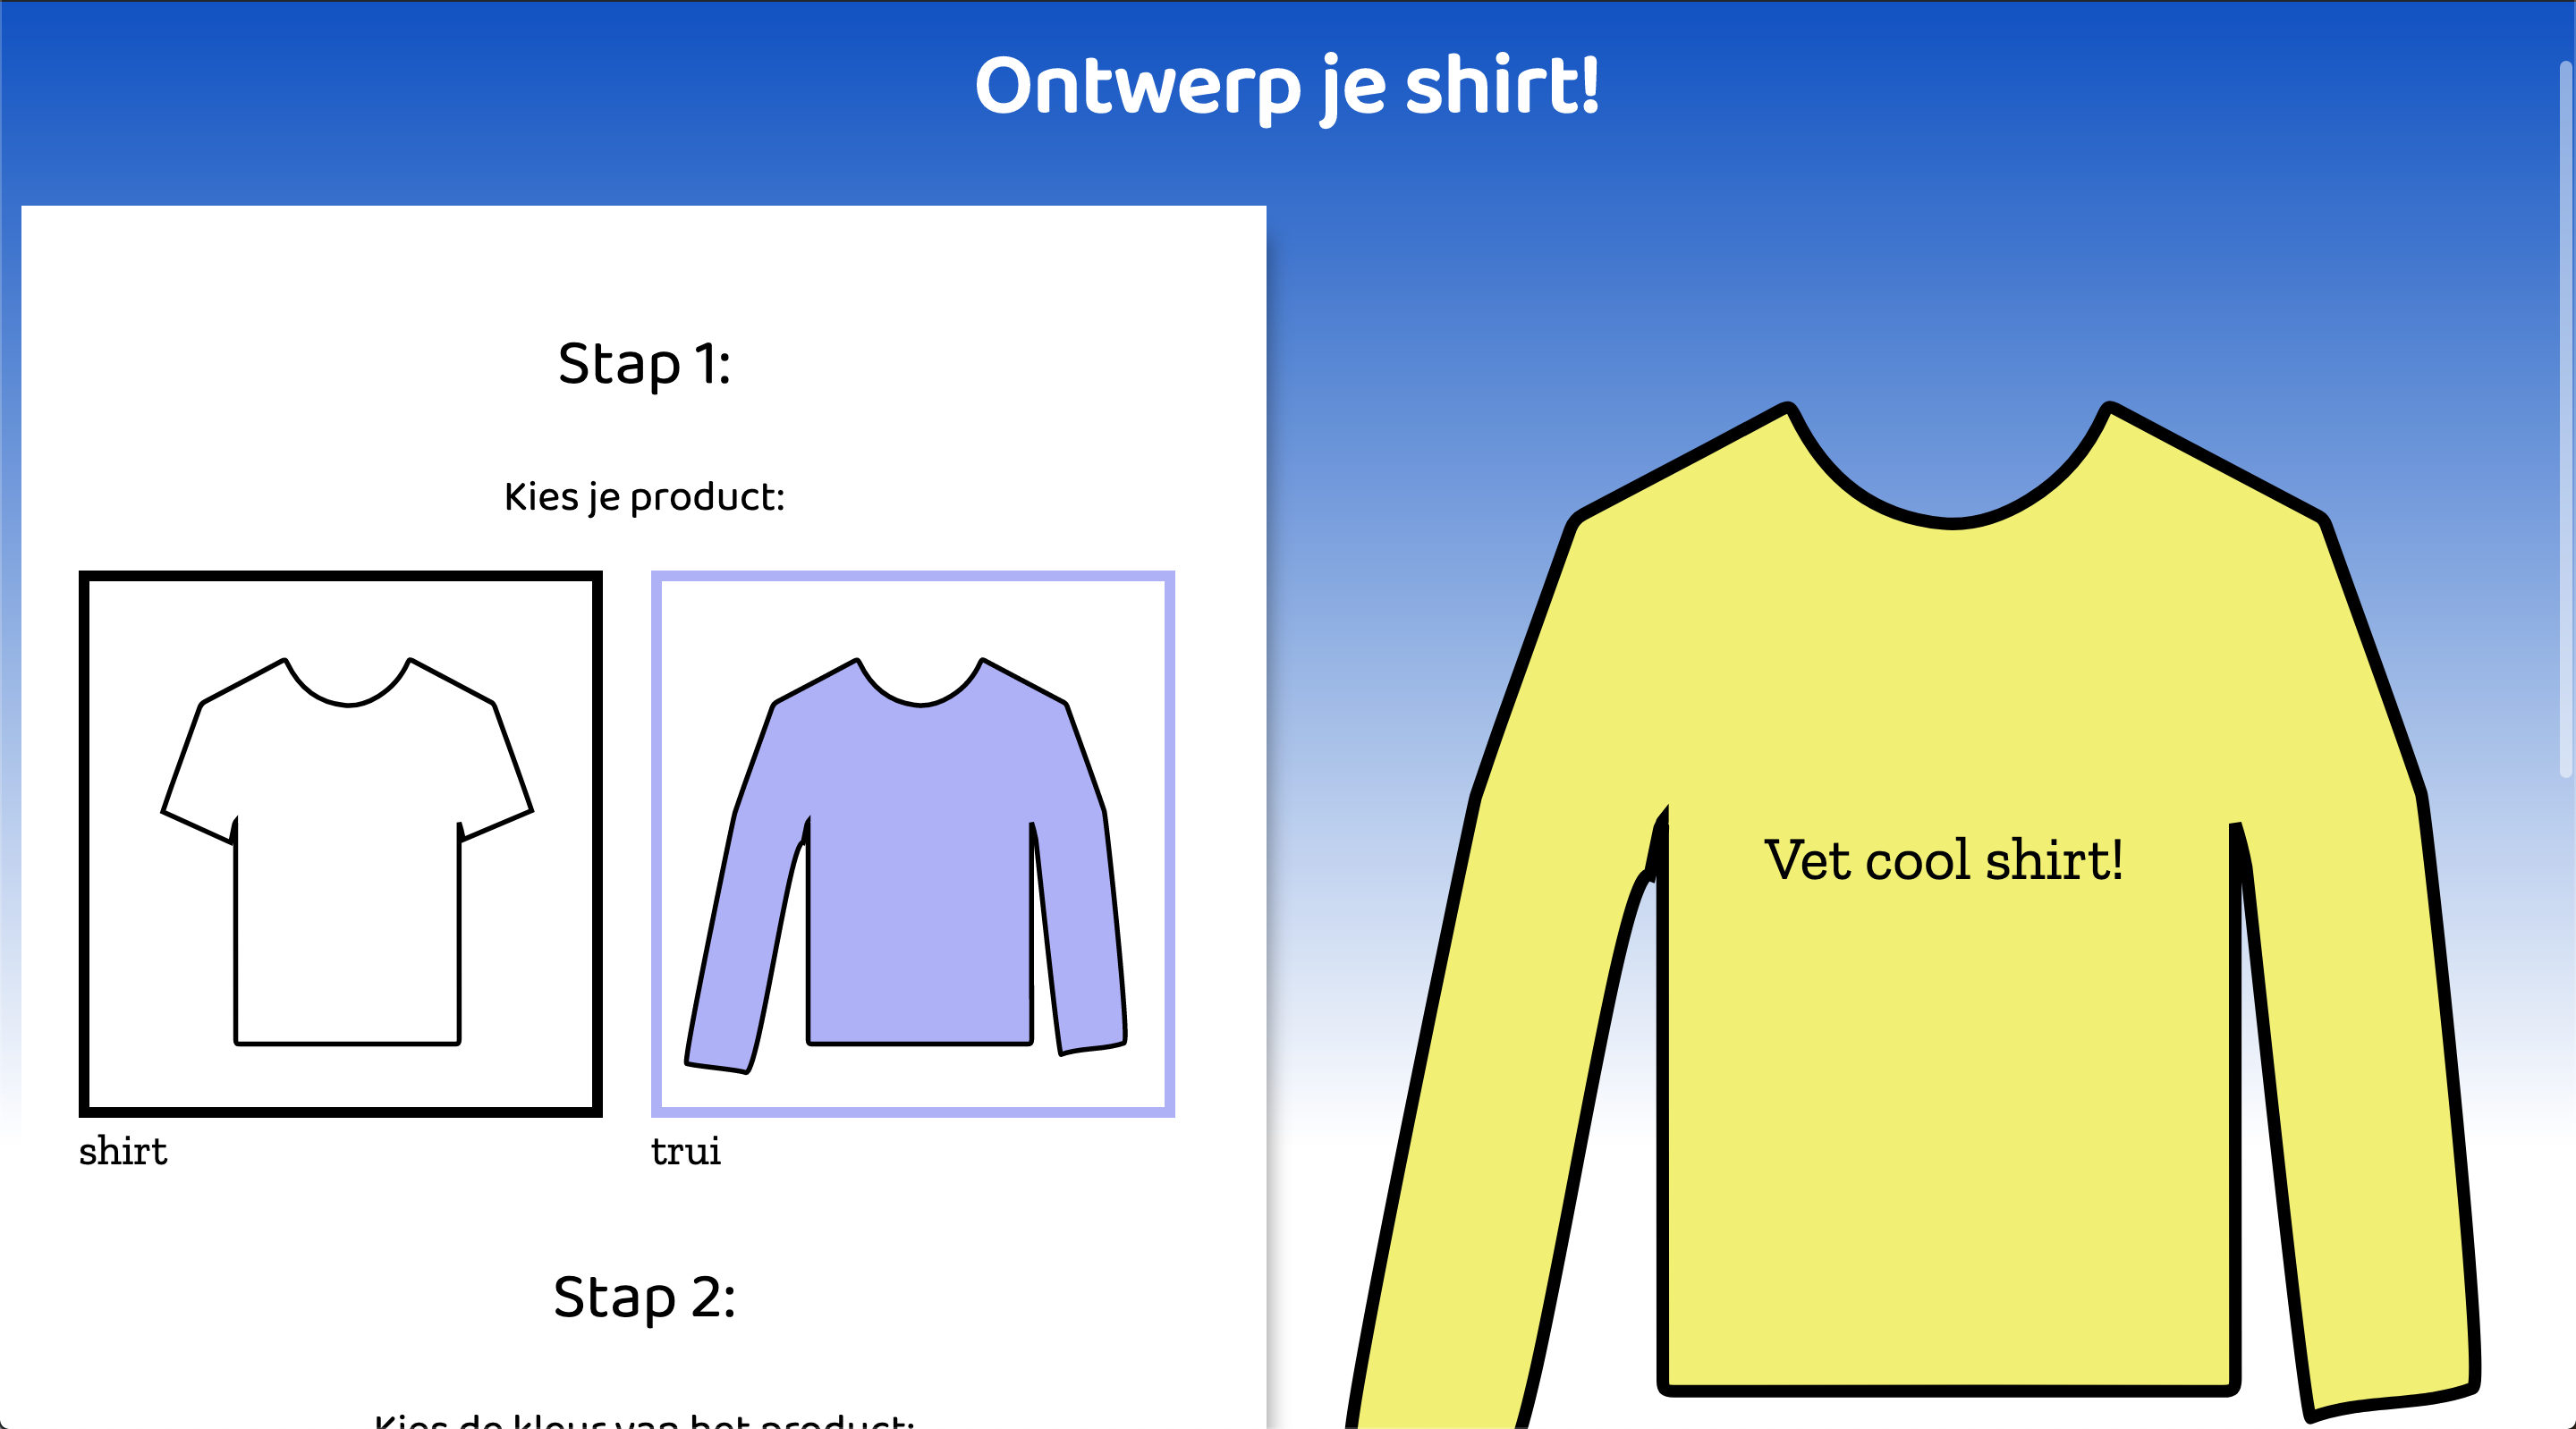 Ontwerp je shirt!
Stap 1:
Kies je product:
shirt
trui
Stap 2:
Kies de kleur van het product:
Vet cool shirt!